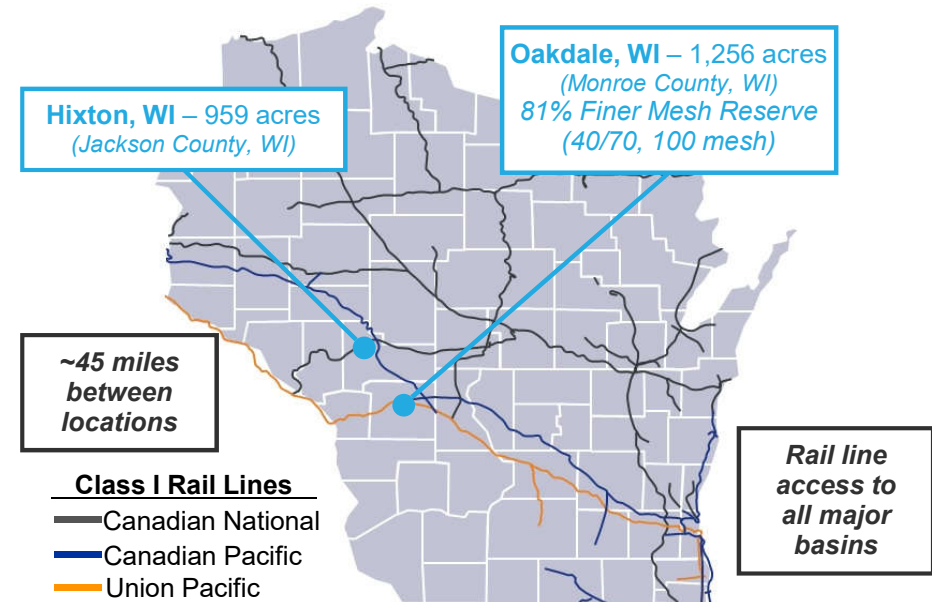 Oakdale, WI – 1,256 acres
(Monroe County, WI)
81% Finer Mesh Reserve
(40/70, 100 mesh)
Hixton, WI – 959 acres
(Jackson County, WI)
~45 miles
between
locations
Class I Rail Lines
Canadian National
Canadian Pacific
Union Pacific
Rail line
access to
all major
basins